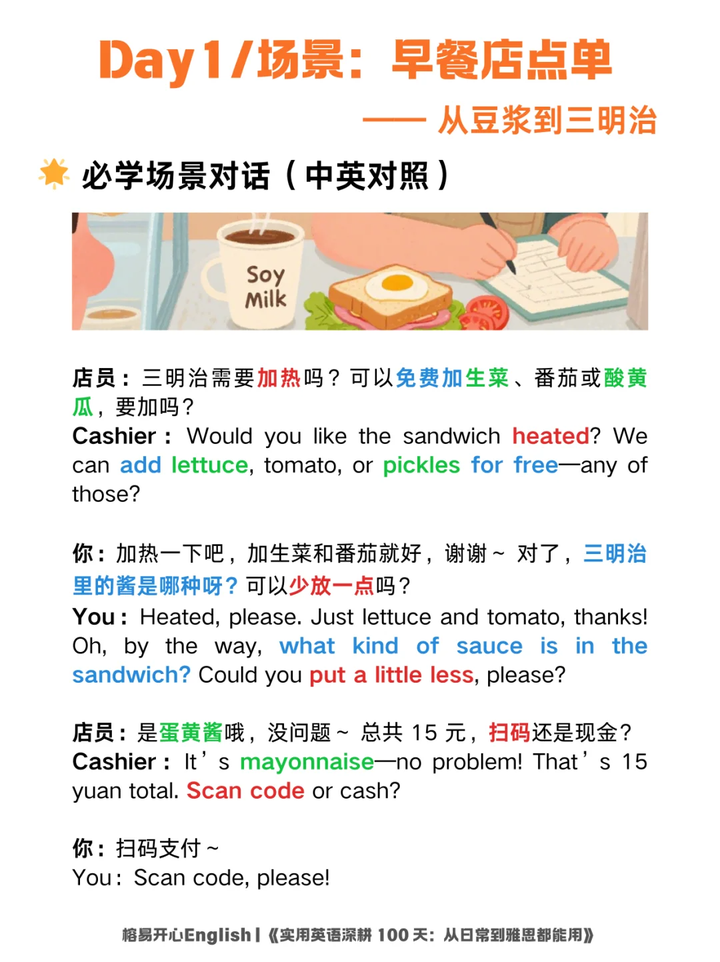 Day1/场景：早餐店点单
—— 从豆浆到三明治
必学场景对话（中英对照）
Soy
Milk
店员：三明治需要加热吗？可以免费加生菜、番茄或酸黄
瓜，要加吗？
Cashier：Would you like the sandwich heated? We
can add lettuce, tomato, or pickles for free—any of
those?
你：加热一下吧，加生菜和番茄就好，谢谢~ 对了，三明治
里的酱是哪种呀？可以少放一点吗？
You：Heated, please. Just lettuce and tomato, thanks!
Oh, by the way, what kind of sauce is in the
sandwich? Could you put a little less, please?
店员：是蛋黄酱哦，没问题~ 总共 15 元，扫码还是现金？
Cashier：It’s mayonnaise—no problem! That’s 15
yuan total. Scan code or cash?
你：扫码支付~
You：Scan code, please!
榕易开心English |《实用英语深耕 100 天：从日常到雅思都能用》